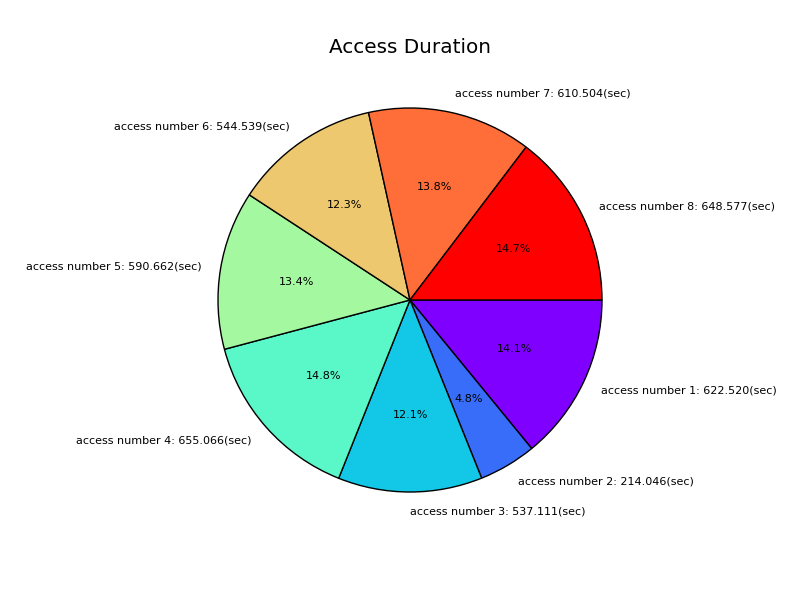 Access Duration
access number 7: 610.504(sec)
access number 6: 544.539(sec)
13.8%
12.3%
access number 8: 648.577(sec)
14.7%
access number 5: 590.662(sec)
13.4%
14.1%
14.8%
access number 1: 622.520(sec)
4.8%
12.1%
access number 4: 655.066(sec)
access number 2: 214.046(sec)
access number 3: 537.111(sec)